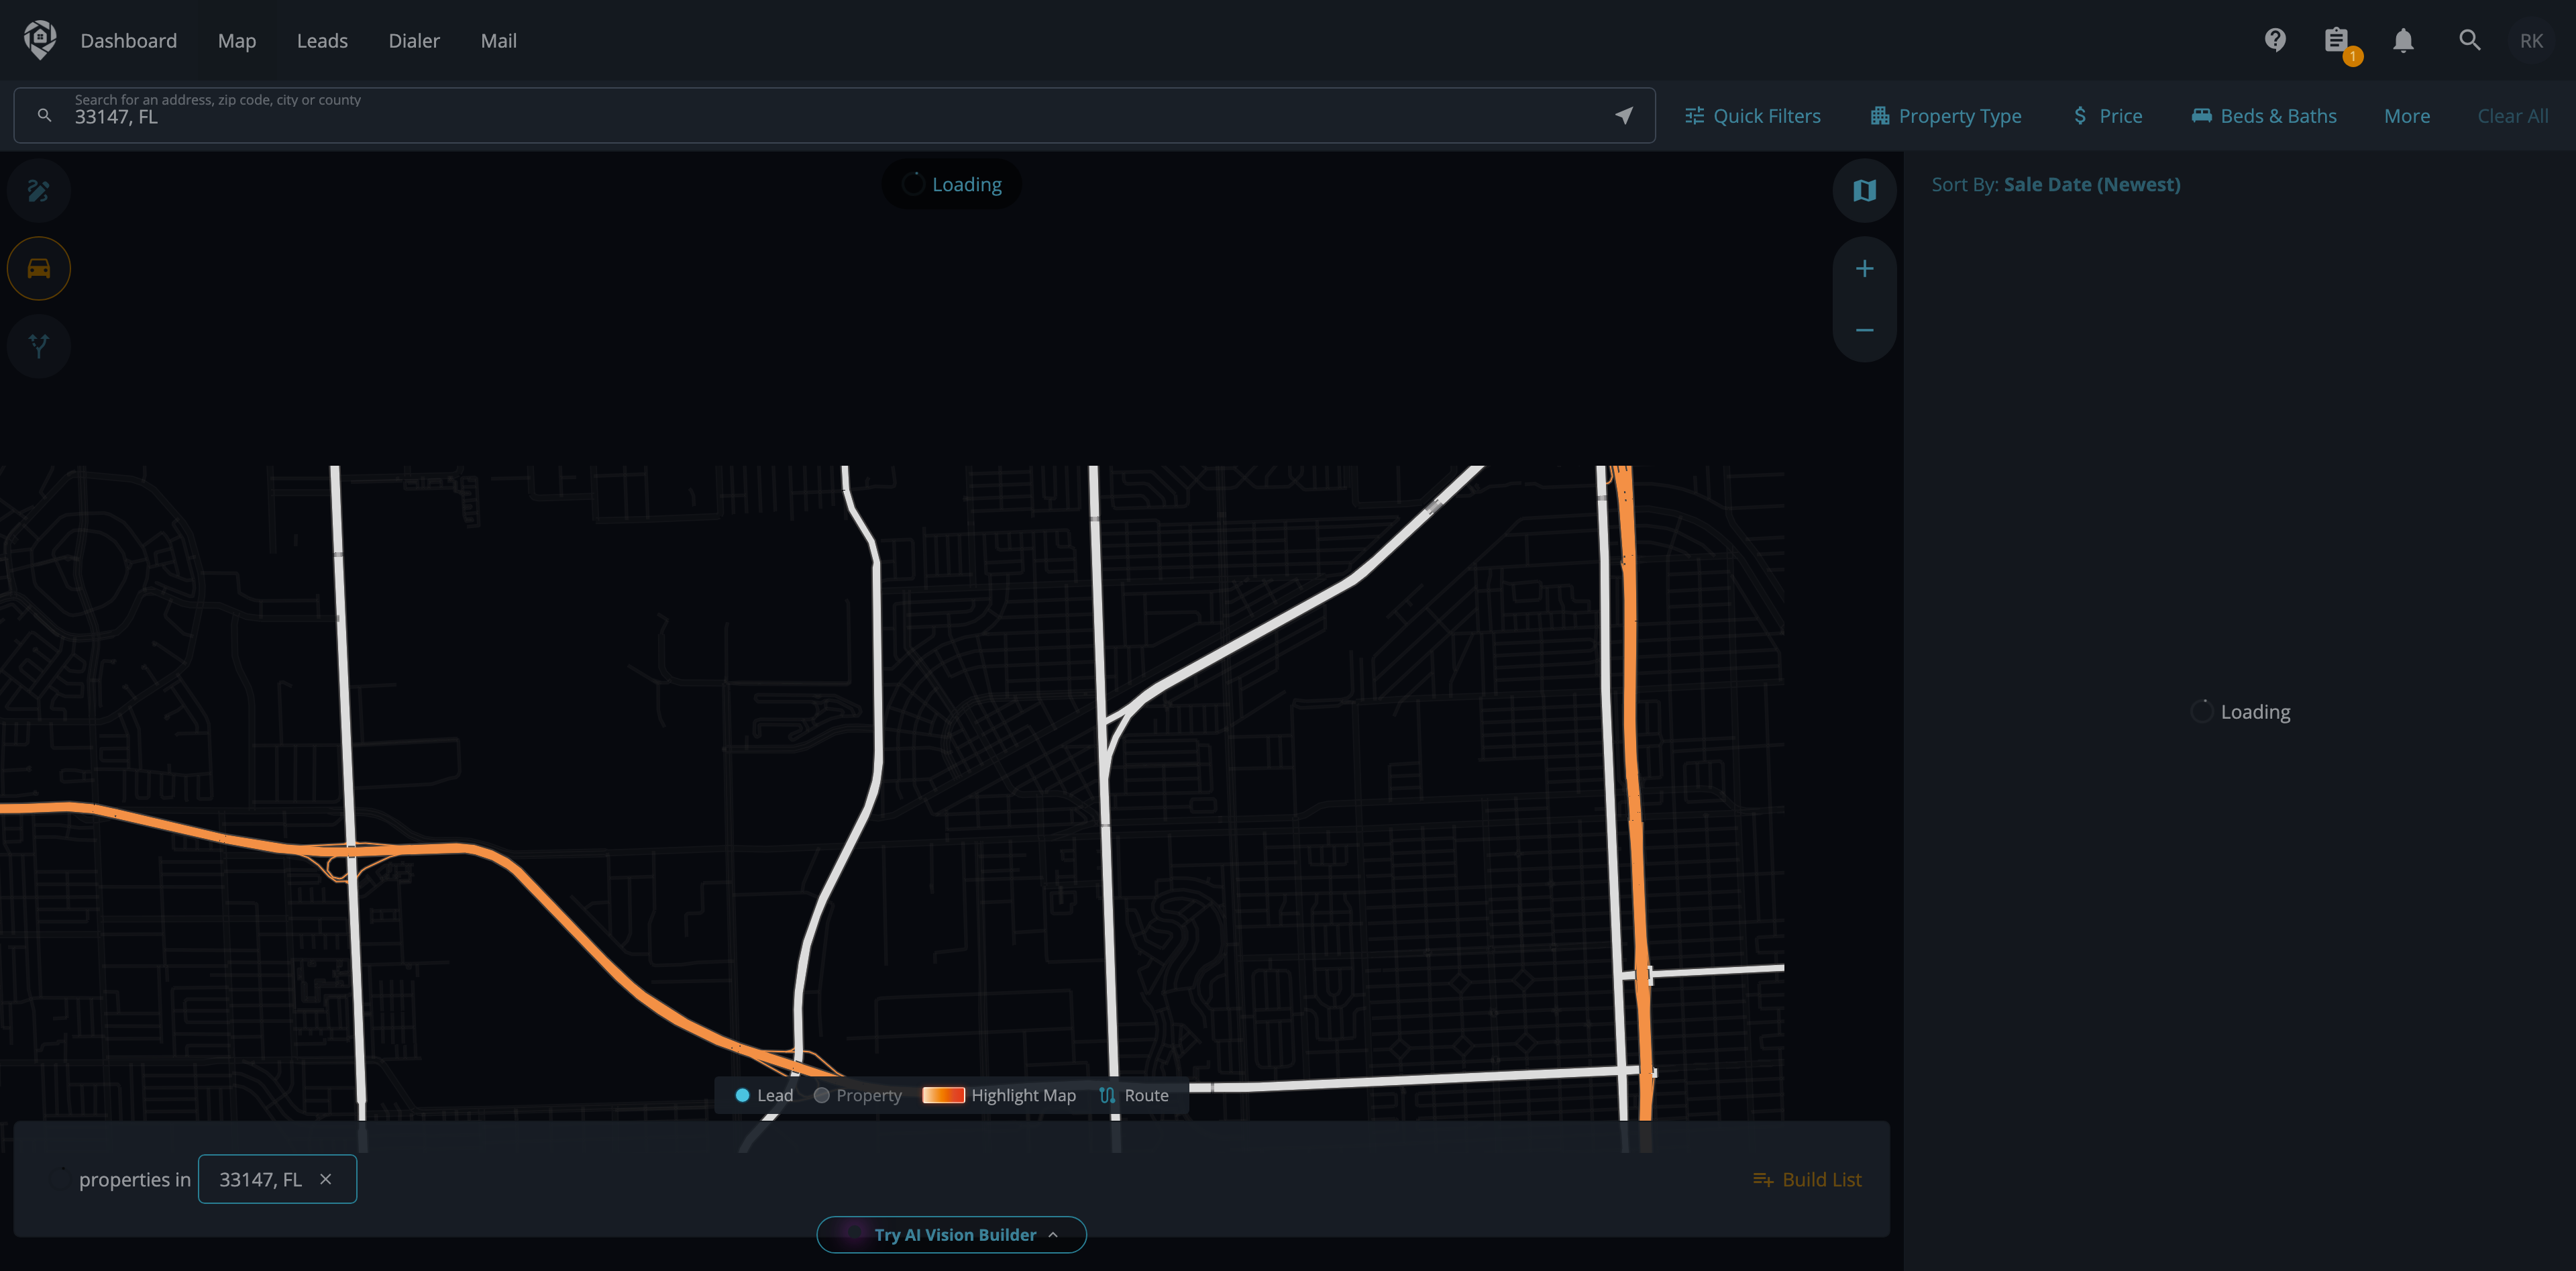 Dashboard
Map
Leads
Dialer
Mail
1
RK
Search for an address, zip code, city or county
33147, FL
Quick Filters
Property Type
Price
Beds & Baths
More
Clear All
Loading
Sort By: Sale Date (Newest)
Loading
Lead
Property
Highlight Map
Route
properties in
33147, FL
Build List
Try AI Vision Builder